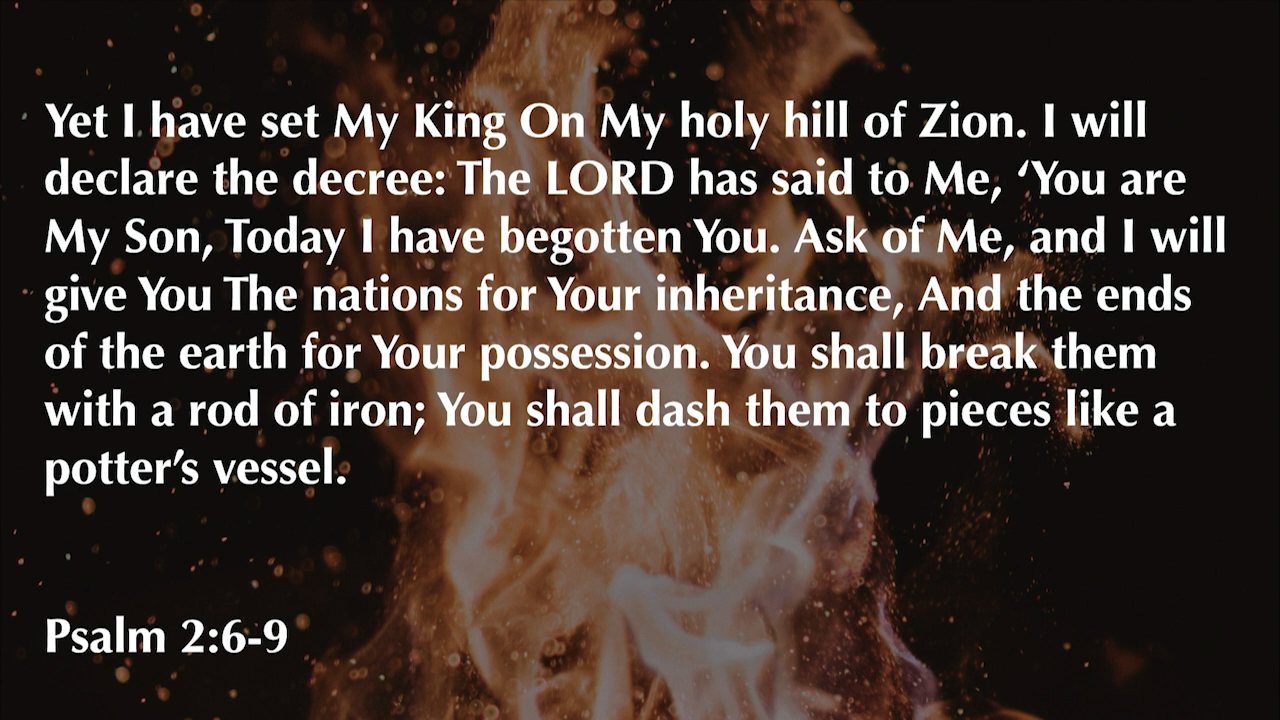 Yet I have set My King On My holy hill of Zion. I will
declare the decree: The LORD has said to Me, ‘You are
My Son, Today I have begotten You. Ask of Me, and I will
give You The nations for Your inheritance, And the ends
of the earth for Your possession. You shall break them
with a rod of iron; You shall dash them to pieces like a
potter’s vessel.
Psalm 2:6-9